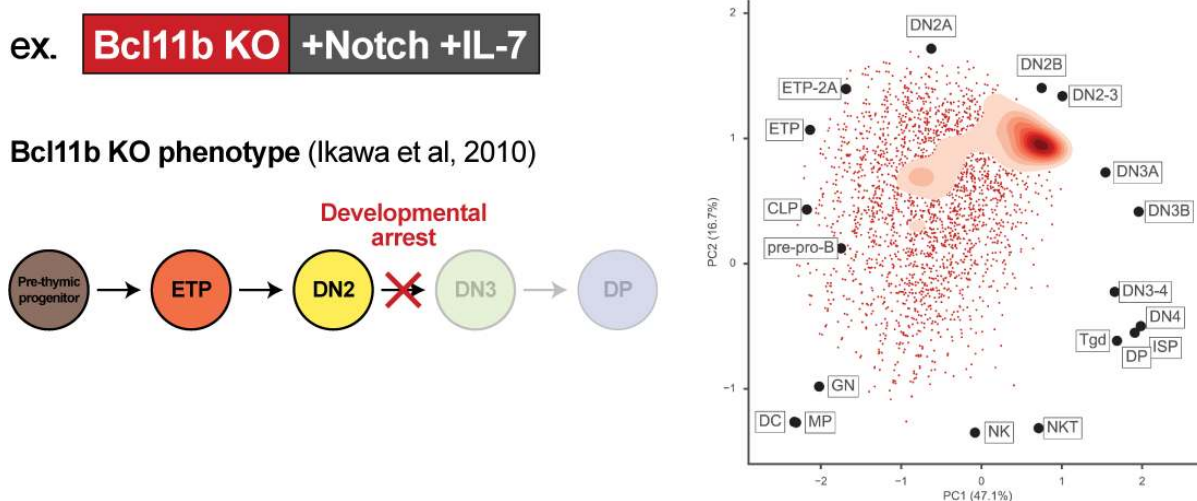 ex. Bcl11b KO +Notch +IL-7
Bcl11b KO phenotype (Ikawa et al, 2010)
Developmental
arrest
Pre-thymic
progenitor
ETP
DN2
DN3
DP
2
1
0
−1
PC2 (16.7%)
DN2A
DN2B
ETP-2A
DN2-3
ETP
DN3A
CLP
DN3B
pre-pro-B
DN3-4
DN4
Tgd
DP
ISP
GN
DC
MP
NK
NKT
−2
−1
0
1
2
PC1 (47.1%)